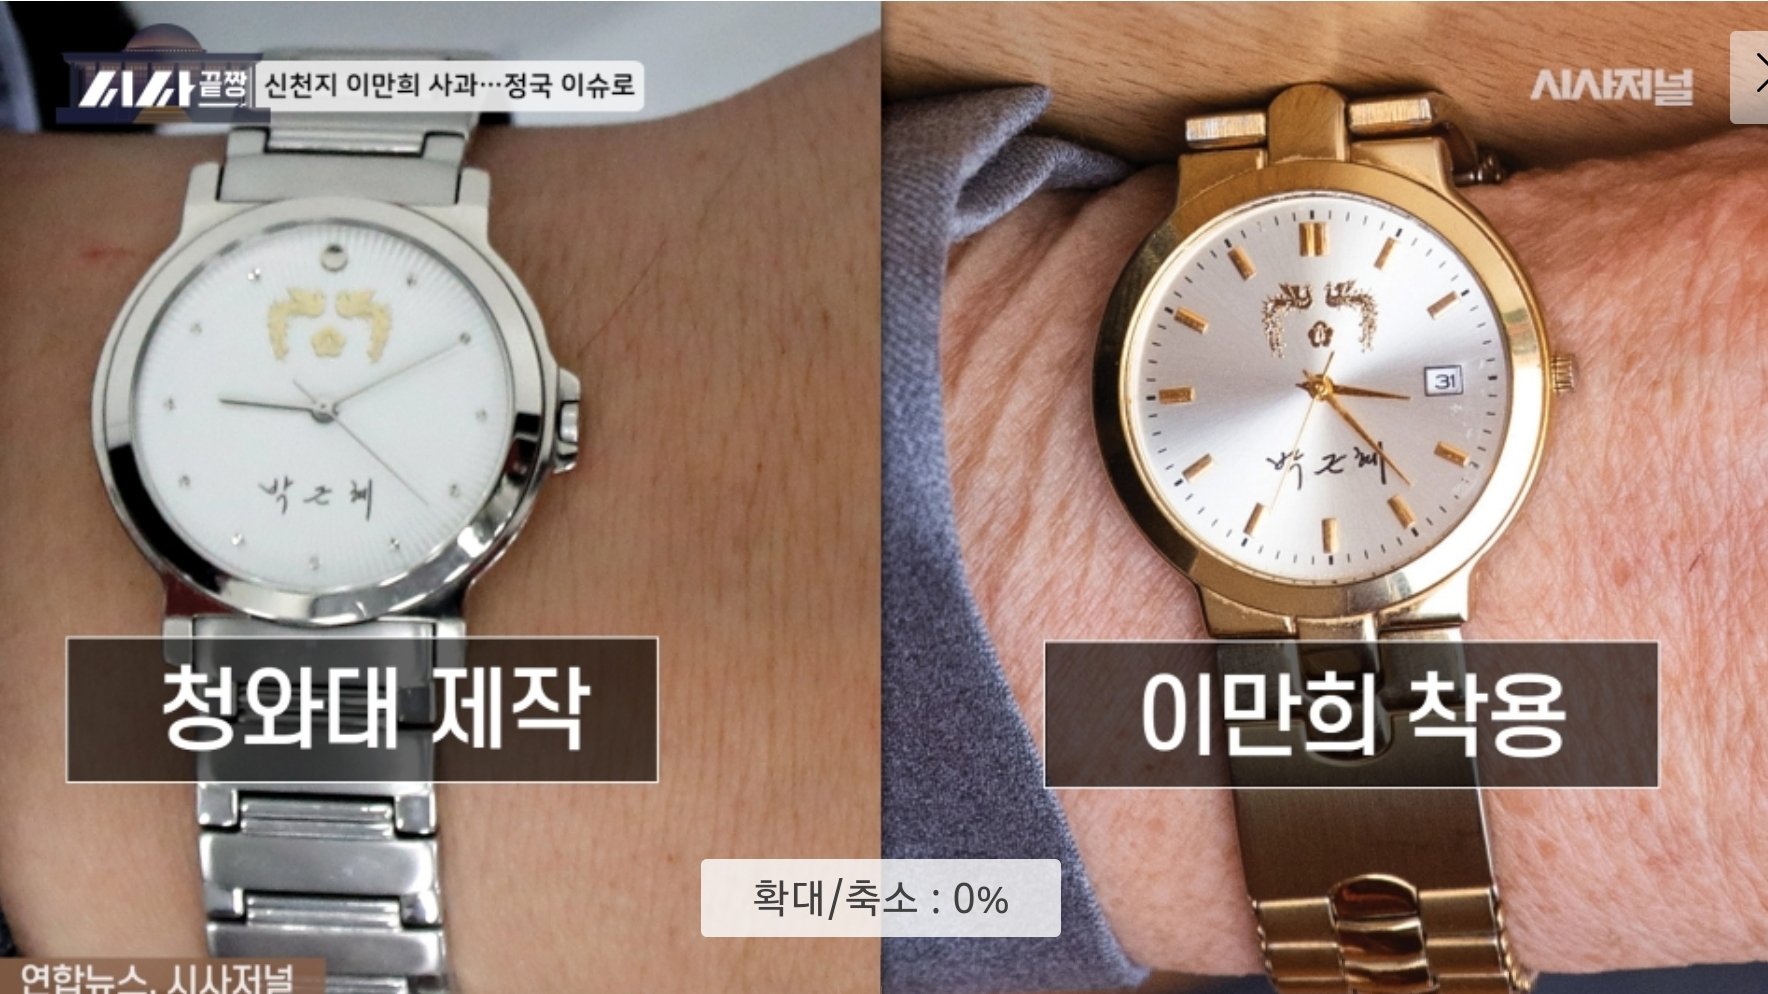 시사끝짱 신천지 이만희 사과…정국 이슈로
시사저널
박근혜
박근혜
31
청와대 제작
이만희 착용
확대/축소 : 0%
연합뉴스, 시사저널